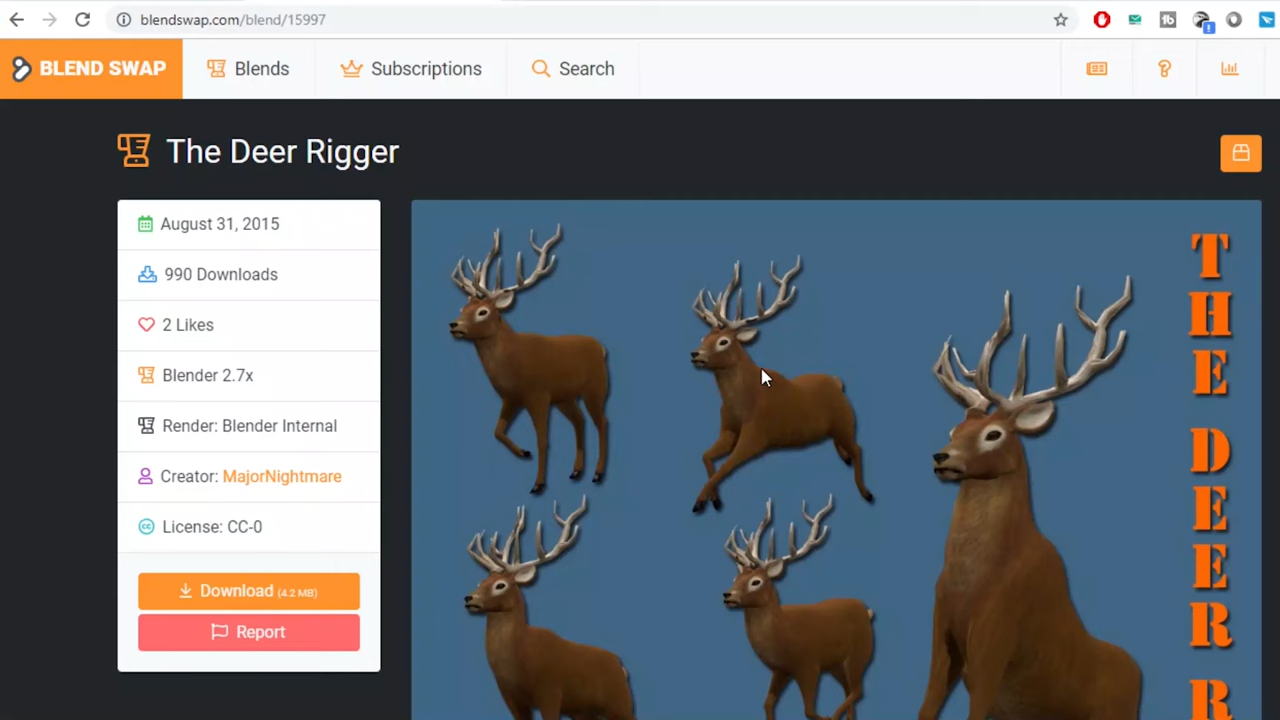 blendswap.com/blend/15997
BLEND SWAP
Blends
Subscriptions
Search
The Deer Rigger
August 31, 2015
990 Downloads
2 Likes
Blender 2.7x
Render: Blender Internal
Creator: MajorNightmare
License: CC-0
Download (4.2 MB)
Report
THE DEER R